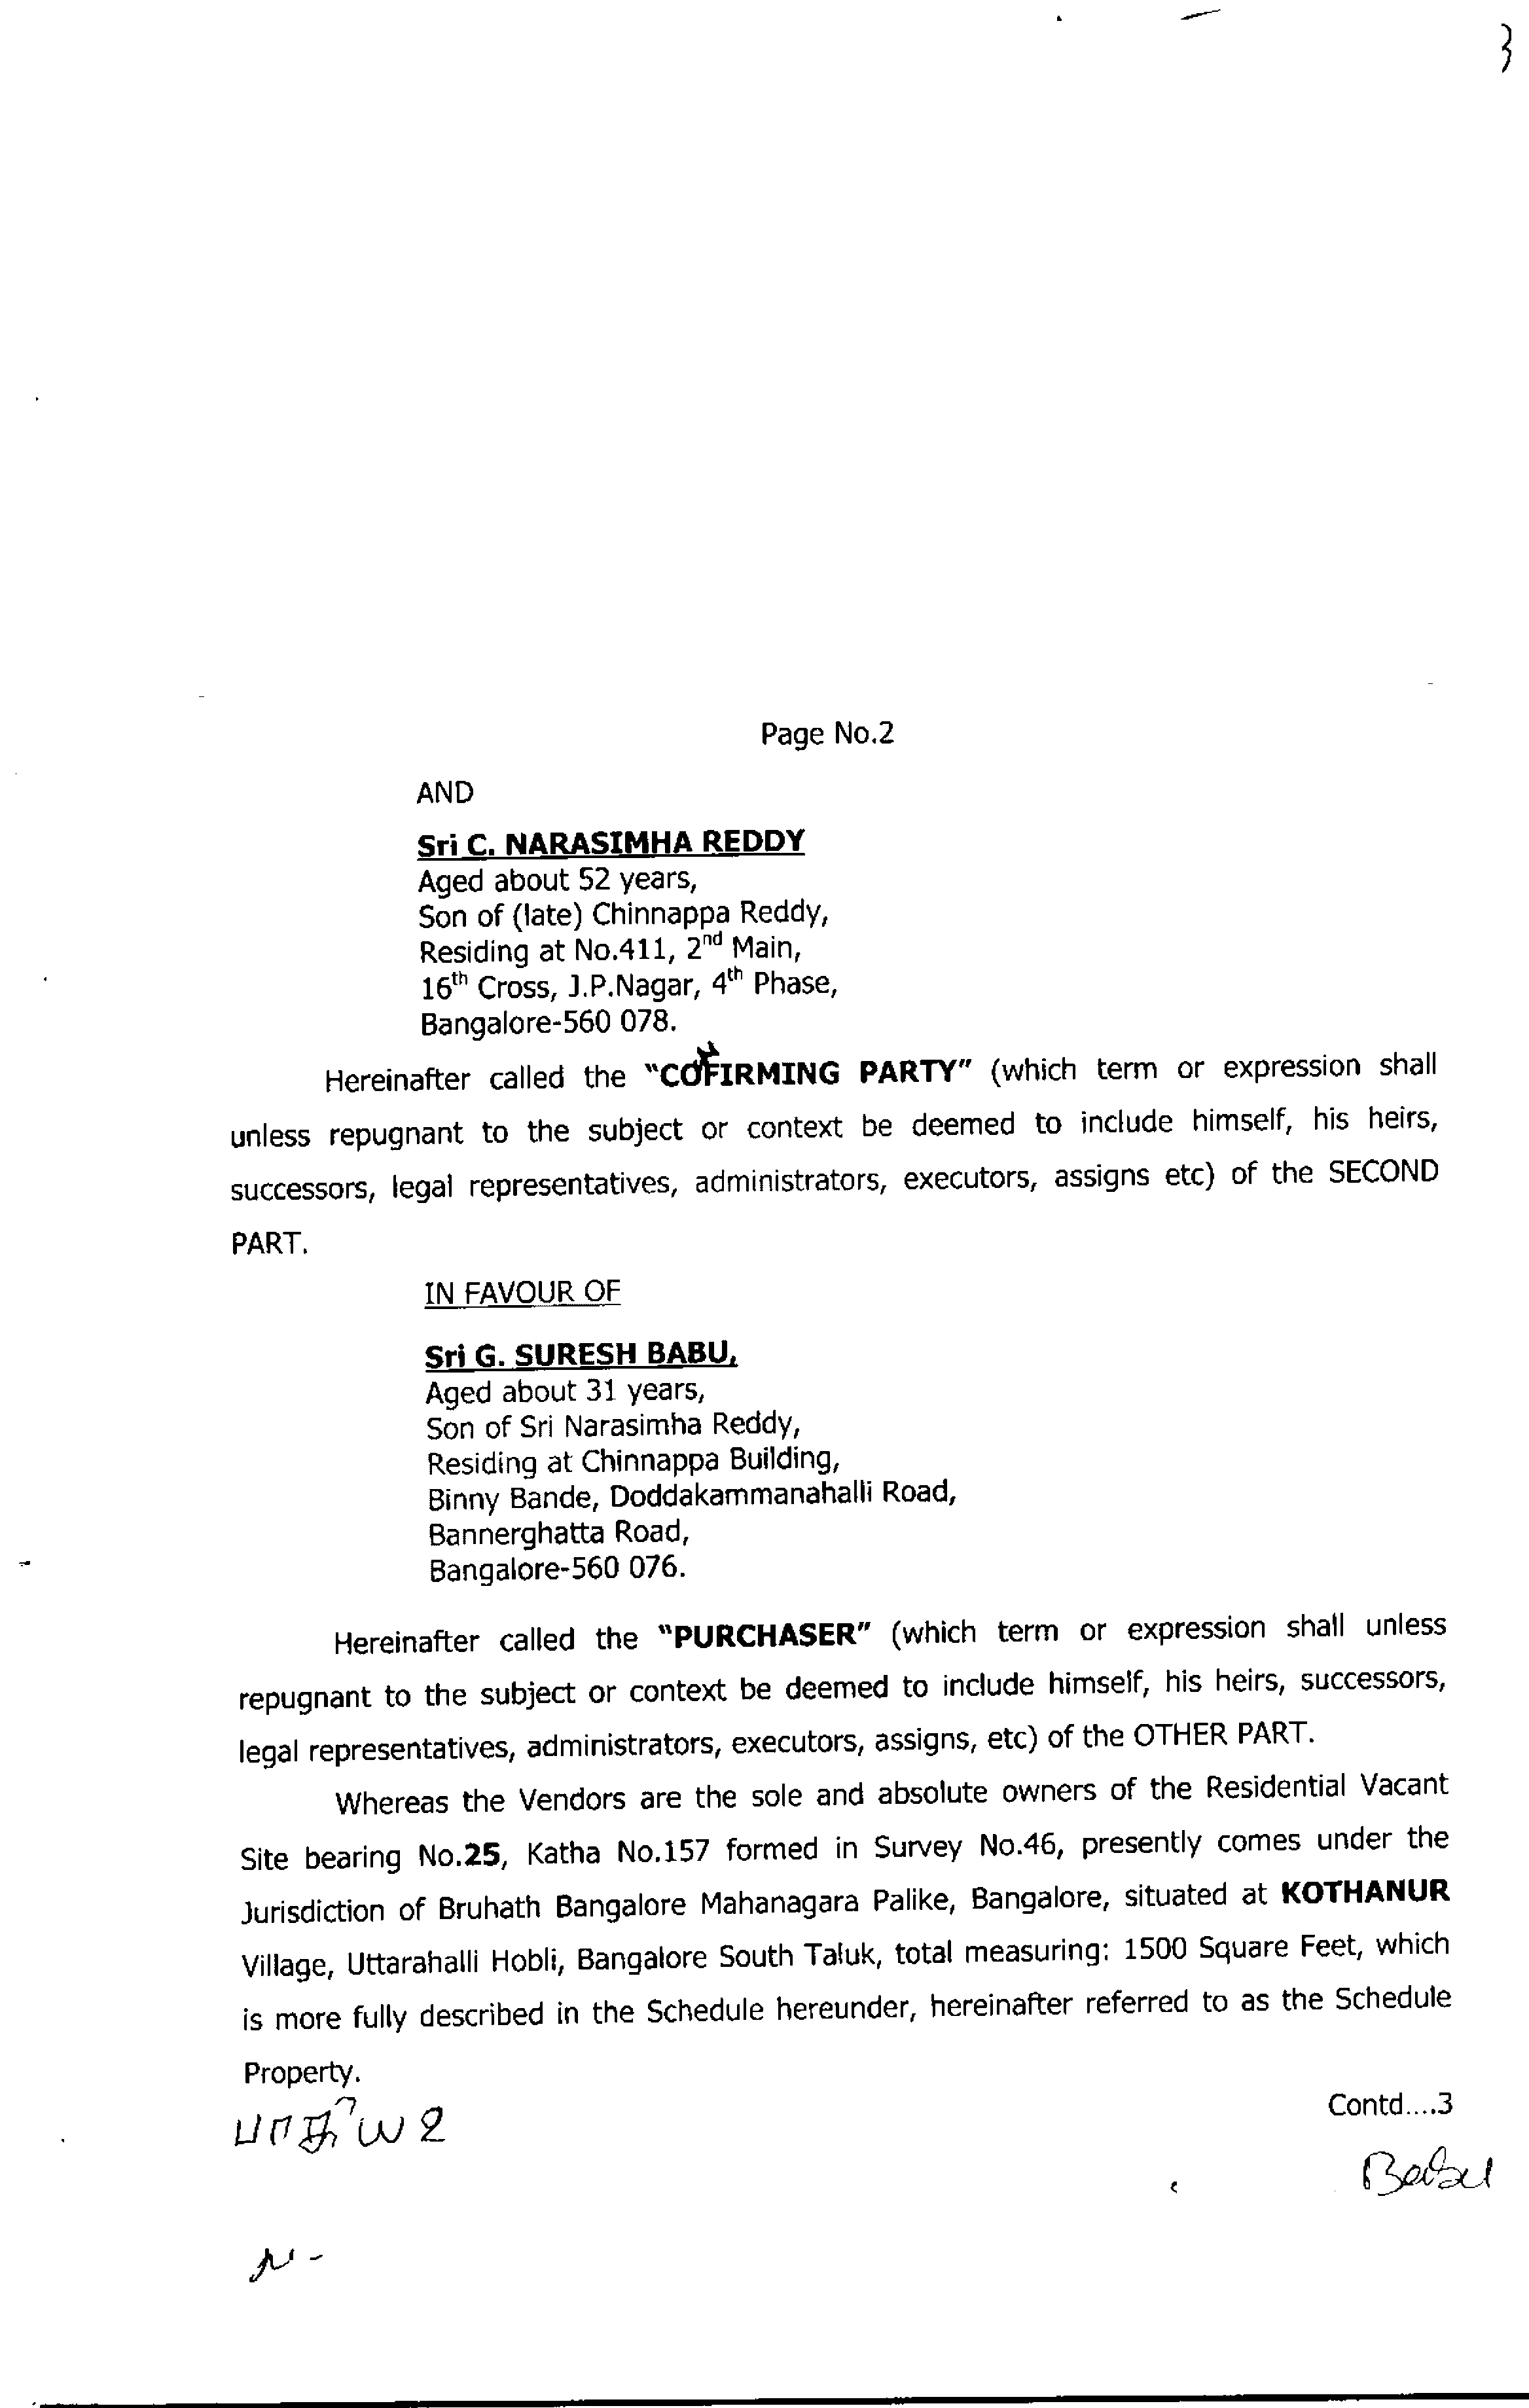 3
Page No.2
AND
Sri C. NARASIMHA REDDY
Aged about 52 years,
Son of (late) Chinnappa Reddy,
Residing at No.411, 2nd Main,
16th Cross, J.P.Nagar, 4th Phase,
Bangalore-560 078.
Hereinafter called the "COFIRMING PARTY" (which term or expression shall
unless repugnant to the subject or context be deemed to include himself, his heirs,
successors, legal representatives, administrators, executors, assigns etc) of the SECOND
PART.
IN FAVOUR OF
Sri G. SURESH BABU,
Aged about 31 years,
Son of Sri Narasimha Reddy,
Residing at Chinnappa Building,
Binny Bande, Doddakammanahalli Road,
Bannerghatta Road,
Bangalore-560 076.
Hereinafter called the "PURCHASER" (which term or expression shall unless
repugnant to the subject or context be deemed to include himself, his heirs, successors,
legal representatives, administrators, executors, assigns, etc) of the OTHER PART.
Whereas the Vendors are the sole and absolute owners of the Residential Vacant
Site bearing No.25, Katha No.157 formed in Survey No.46, presently comes under the
Jurisdiction of Bruhath Bangalore Mahanagara Palike, Bangalore, situated at KOTHANUR
Village, Uttarahalli Hobli, Bangalore South Taluk, total measuring: 1500 Square Feet, which
is more fully described in the Schedule hereunder, hereinafter referred to as the Schedule
Property.
Contd....3
Babu